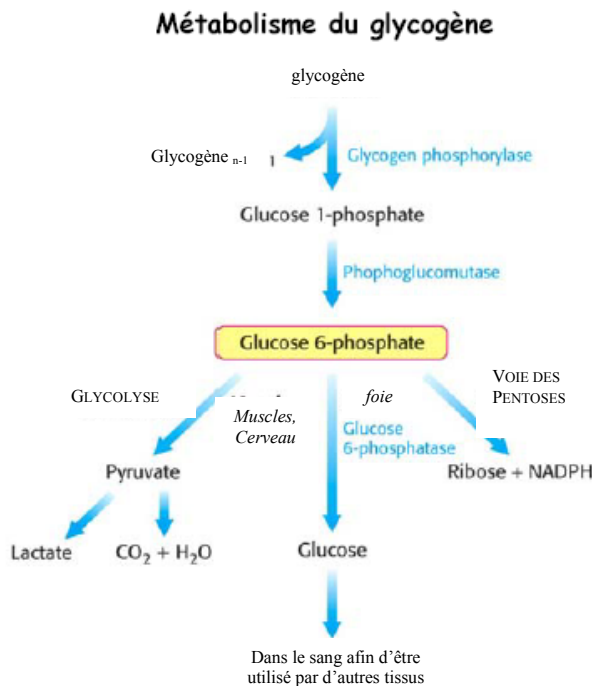 Métabolisme du glycogène
glycogène
Glycogène n-1 1
Glycogen phosphorylase
Glucose 1-phosphate
Phophoglucomutase
Glucose 6-phosphate
GLYCOLYSE
Muscles,
Cerveau
foie
Glucose
6-phosphatase
VOIE DES
PENTOSES
Pyruvate
Ribose + NADPH
Lactate
CO2 + H2O
Glucose
Dans le sang afin d'être
utilisé par d'autres tissus